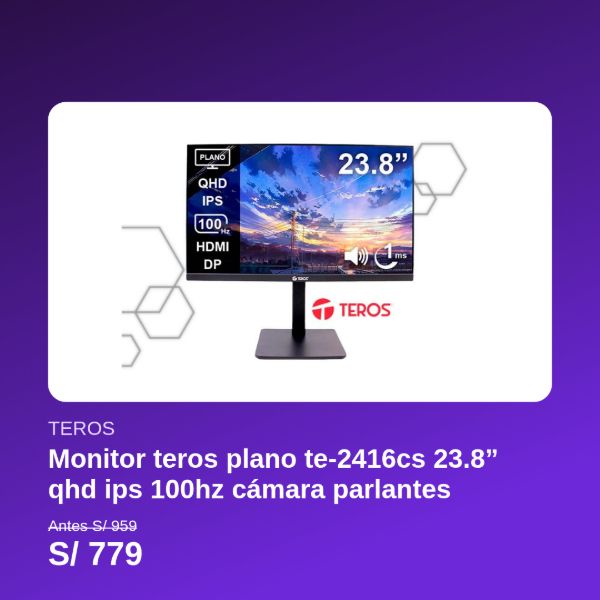 PLANO
QHD
IPS
100 Hz
HDMI
DP
23.8”
1 ms
TEROS
TEROS
Monitor teros plano te-2416cs 23.8”
qhd ips 100hz cámara parlantes
Antes S/ 959
S/ 779